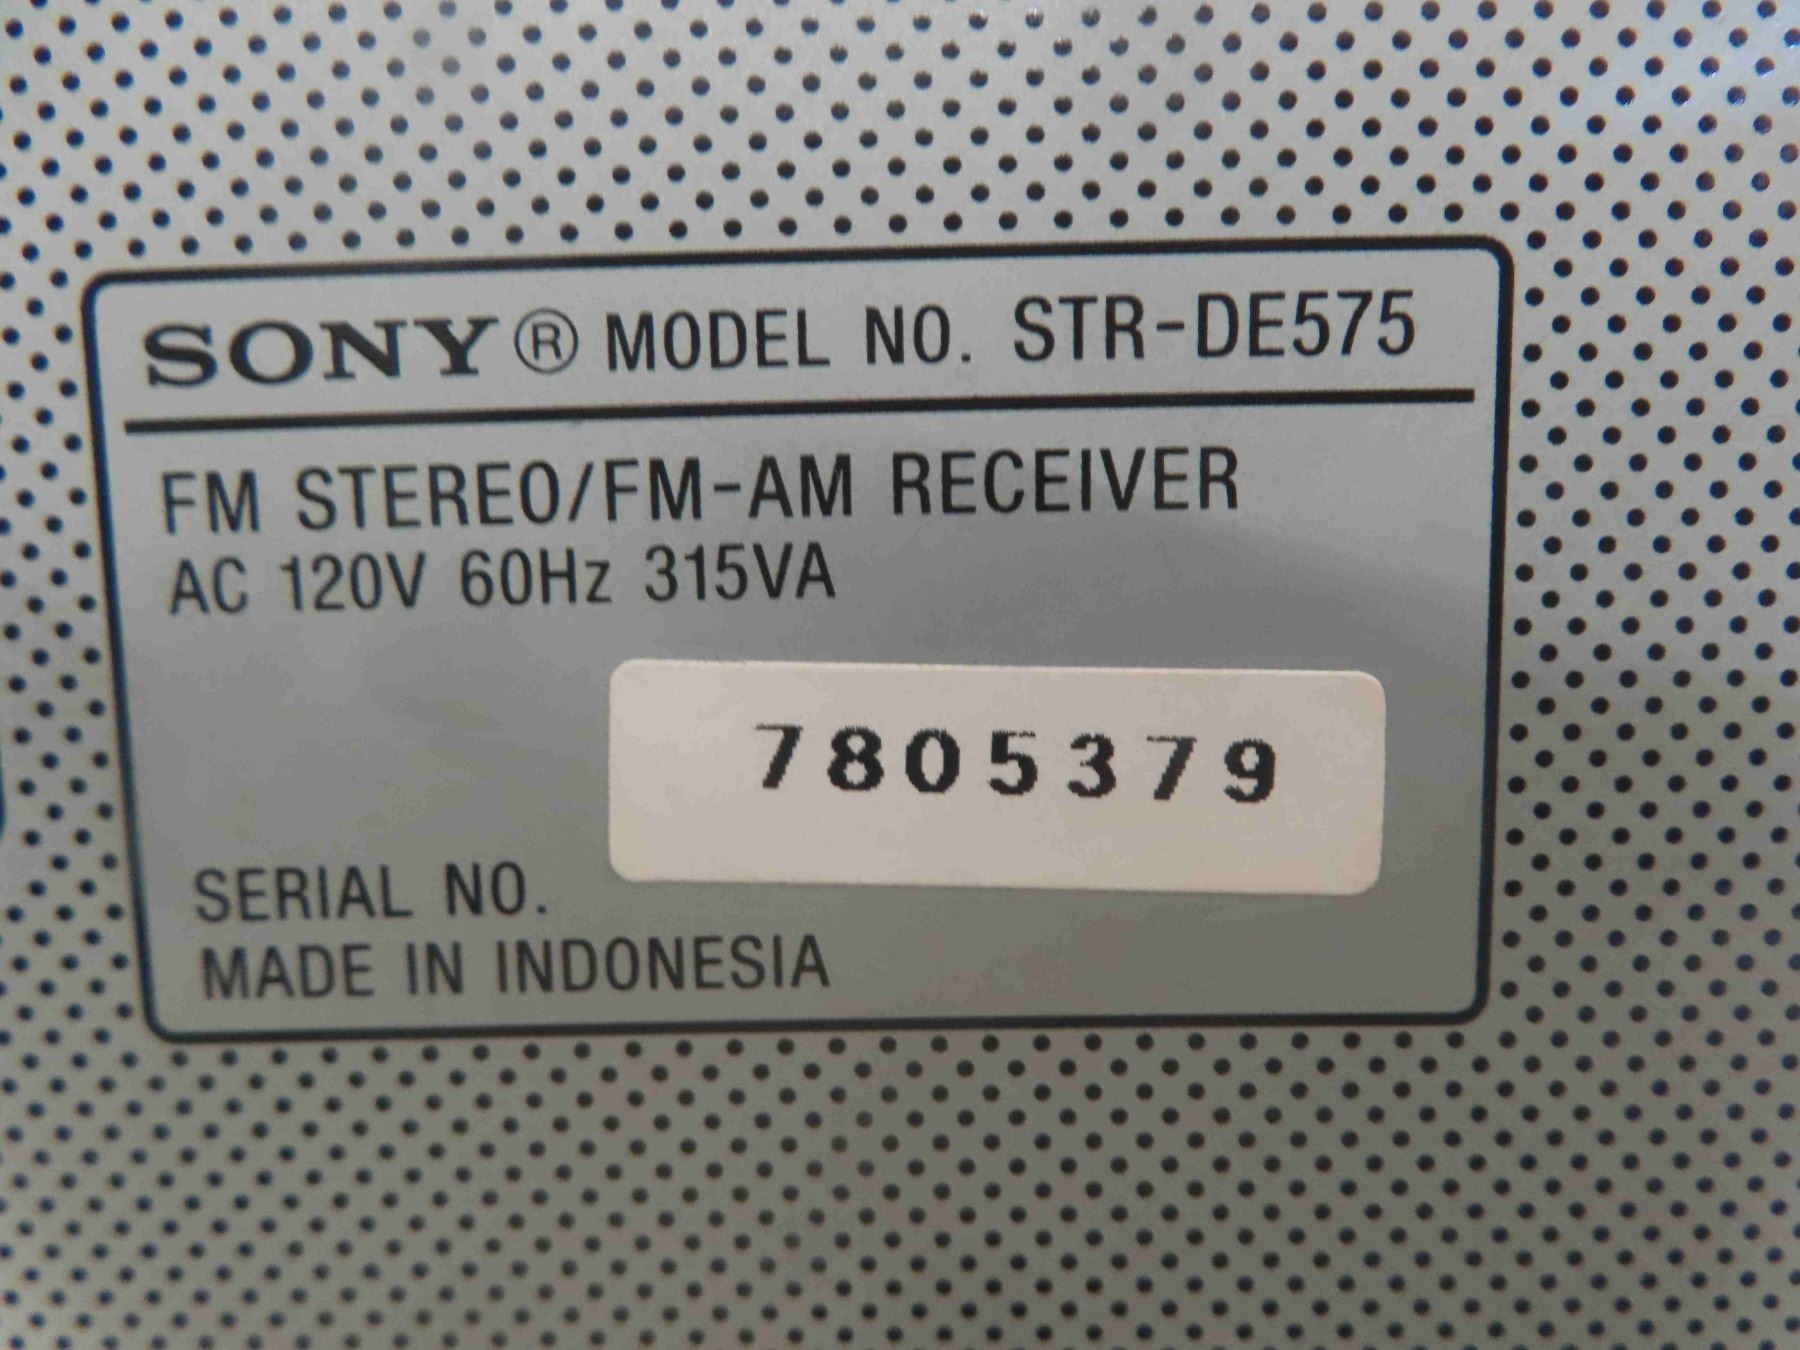 SONY® MODEL NO. STR-DE575
FM STEREO/FM-AM RECEIVER
AC 120V 60Hz 315VA
7805379
SERIAL NO.
MADE IN INDONESIA